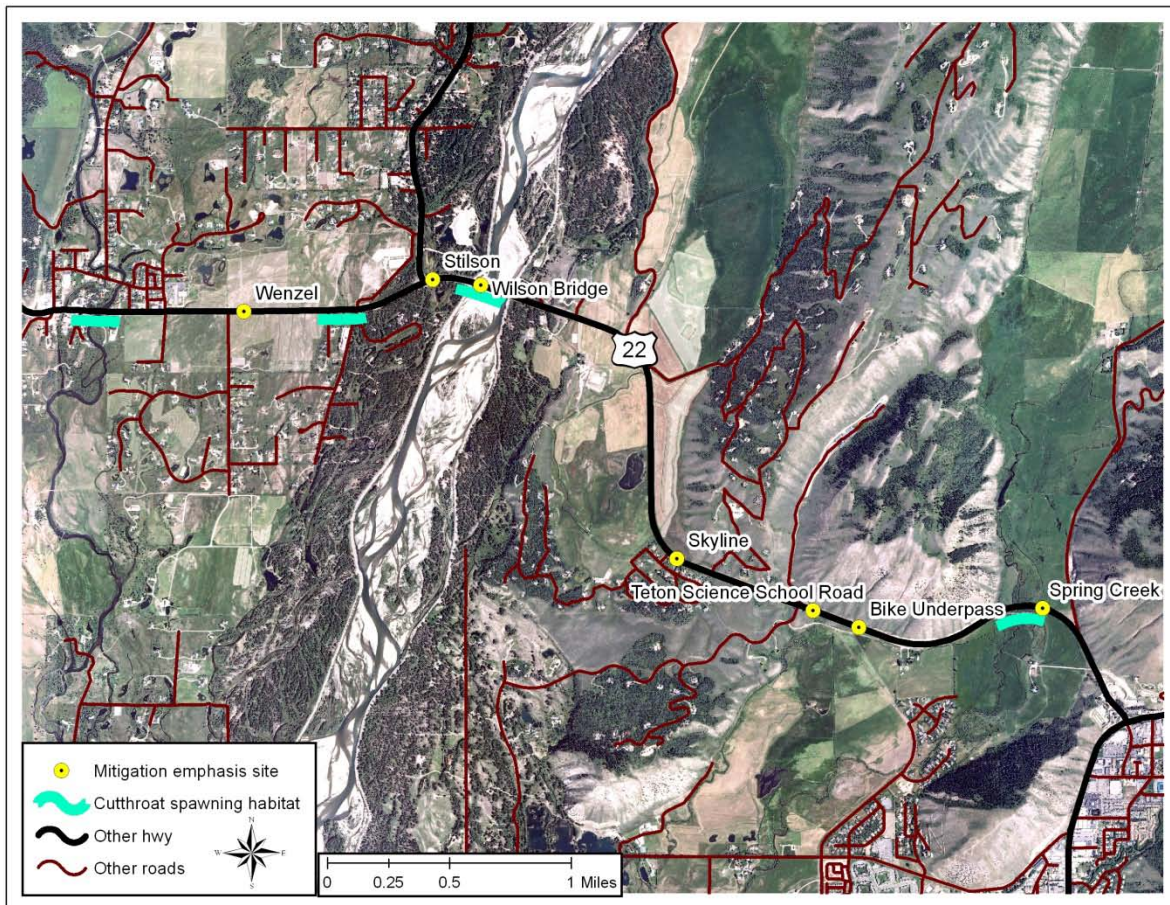 Stilson
Wilson Bridge
Wenzel
22
Skyline
Teton Science School Road
Bike Underpass
Spring Creek
Mitigation emphasis site
Cutthroat spawning habitat
Other hwy
Other roads
N
W
E
S
0 0.25 0.5 1 Miles